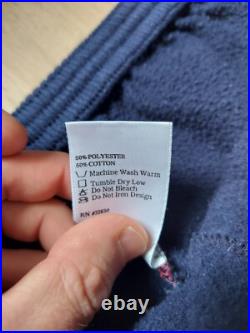 50% POLYESTER
50% COTTON
Machine Wash Warm
Tumble Dry Low
Do Not Bleach
Do Not Iron Design